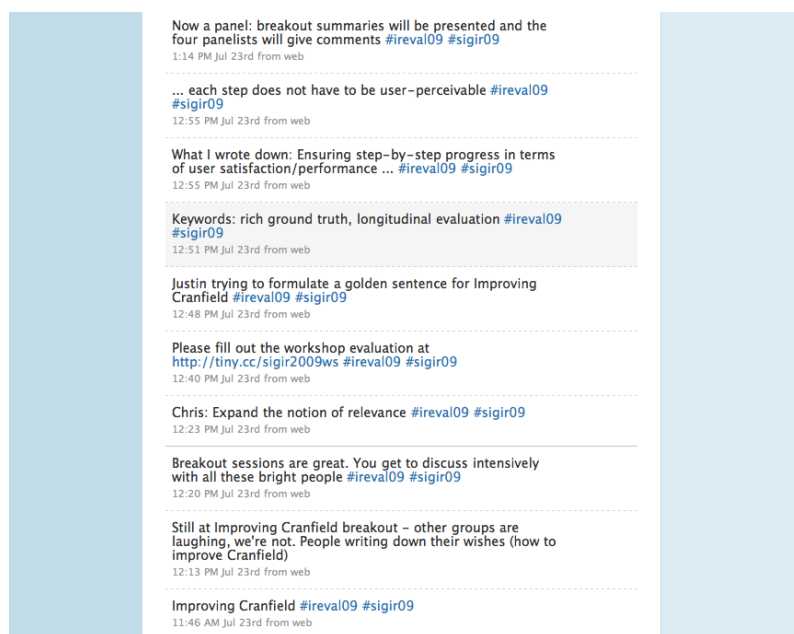 Now a panel: breakout summaries will be presented and the
four panelists will give comments #ireval09 #sigir09
1:14 PM Jul 23rd from web
... each step does not have to be user-perceivable #ireval09
#sigir09
12:55 PM Jul 23rd from web
What I wrote down: Ensuring step-by-step progress in terms
of user satisfaction/performance ... #ireval09 #sigir09
12:55 PM Jul 23rd from web
Keywords: rich ground truth, longitudinal evaluation #ireval09
#sigir09
12:51 PM Jul 23rd from web
Justin trying to formulate a golden sentence for Improving
Cranfield #ireval09 #sigir09
12:48 PM Jul 23rd from web
Please fill out the workshop evaluation at
http://tiny.cc/sigir2009ws #ireval09 #sigir09
12:40 PM Jul 23rd from web
Chris: Expand the notion of relevance #ireval09 #sigir09
12:23 PM Jul 23rd from web
Breakout sessions are great. You get to discuss intensively
with all these bright people #ireval09 #sigir09
12:20 PM Jul 23rd from web
Still at Improving Cranfield breakout – other groups are
laughing, we're not. People writing down their wishes (how to
improve Cranfield)
12:13 PM Jul 23rd from web
Improving Cranfield #ireval09 #sigir09
11:46 AM Jul 23rd from web